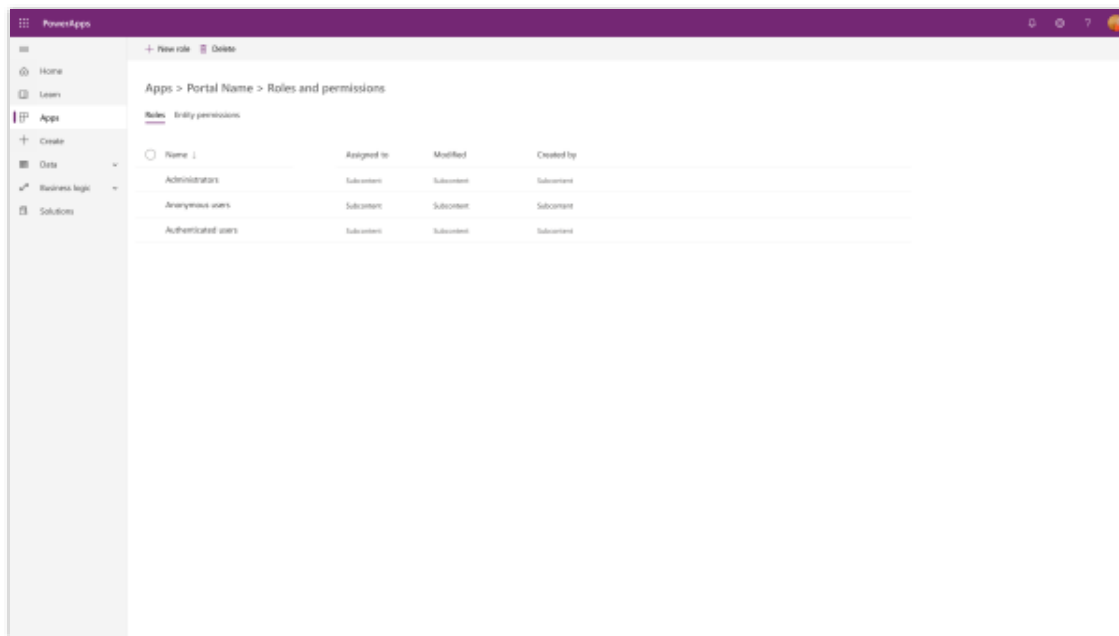 PowerApps
?
+ New role Delete
Home
Learn
Apps
Create
Data
Business logic
Solutions
Apps > Portal Name > Roles and permissions
Roles Entity permissions
Name ↓ Assigned to Modified Created by
Administrators Subcontent Subcontent Subcontent
Anonymous users Subcontent Subcontent Subcontent
Authenticated users Subcontent Subcontent Subcontent